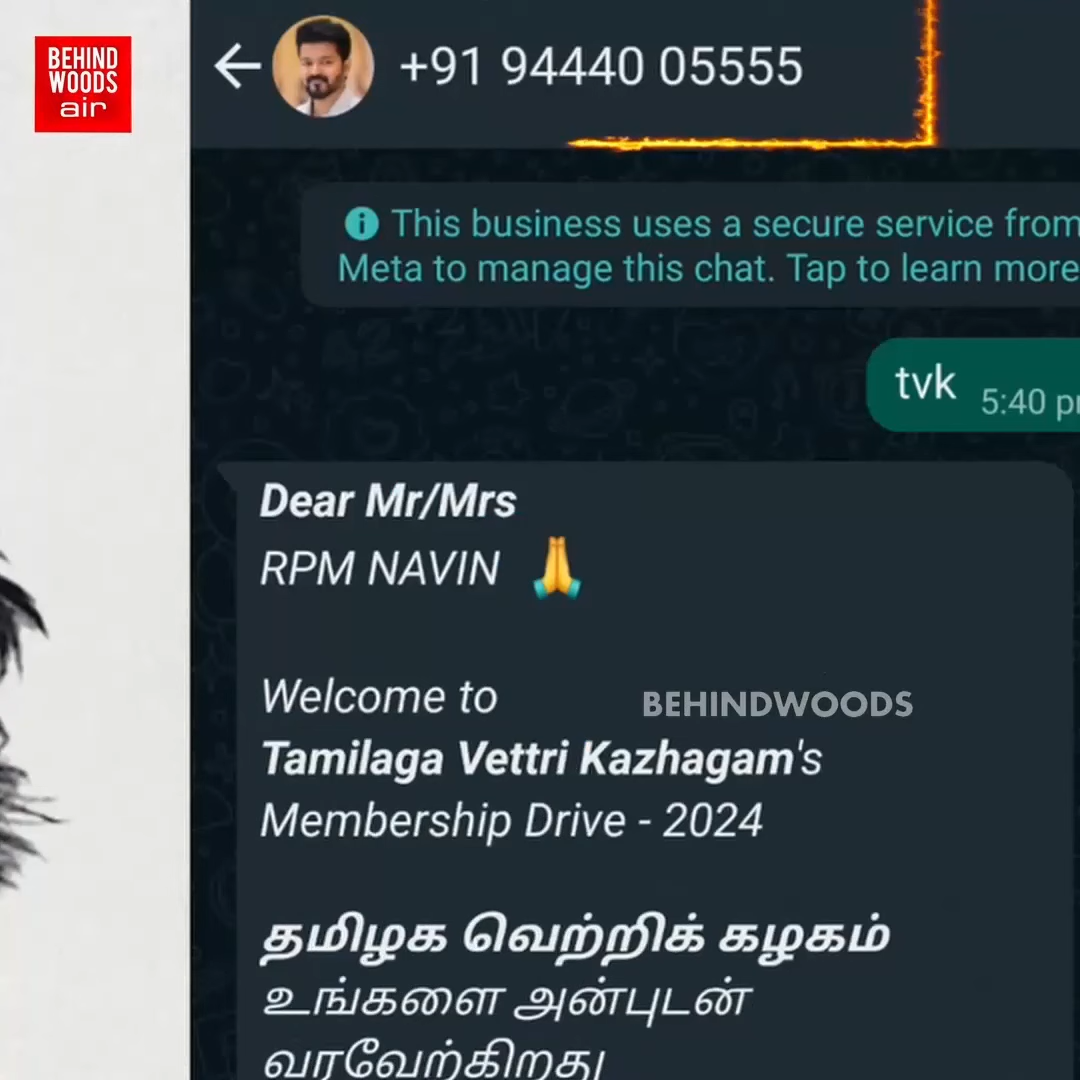 BEHIND
WOODS
air
+91 94440 05555
This business uses a secure service from
Meta to manage this chat. Tap to learn more
tvk
5:40
Dear Mr/Mrs
RPM NAVIN 🙏
Welcome to
BEHINDWOODS
Tamilaga Vettri Kazhagam's
Membership Drive - 2024
தமிழக வெற்றிக் கழகம்
உங்களை அன்புடன்
வரவேற்கிறது